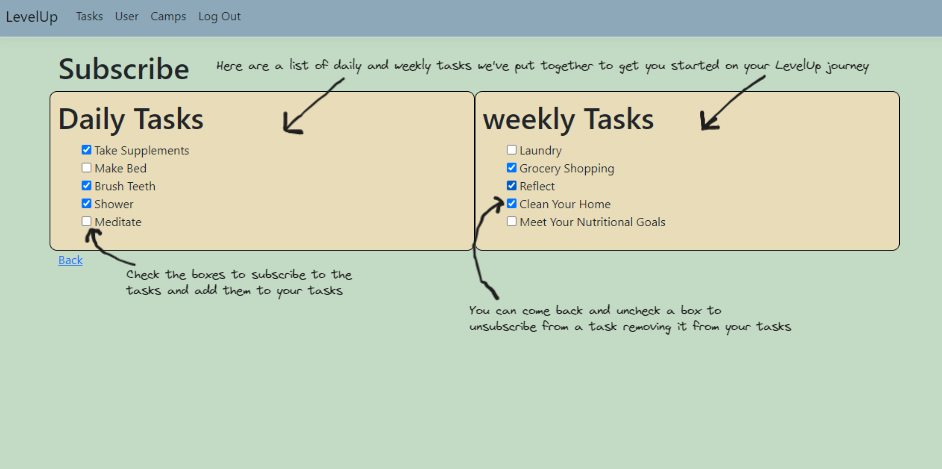 LevelUp Tasks User Camps Log Out
Subscribe
Here are a list of daily and weekly tasks we've put together to get you started on your LevelUp journey
Daily Tasks
Take Supplements
Make Bed
Brush Teeth
Shower
Meditate
weekly Tasks
Laundry
Grocery Shopping
Reflect
Clean Your Home
Meet Your Nutritional Goals
Back
Check the boxes to subscribe to the
tasks and add them to your tasks
You can come back and uncheck a box to
unsubscribe from a task removing it from your tasks